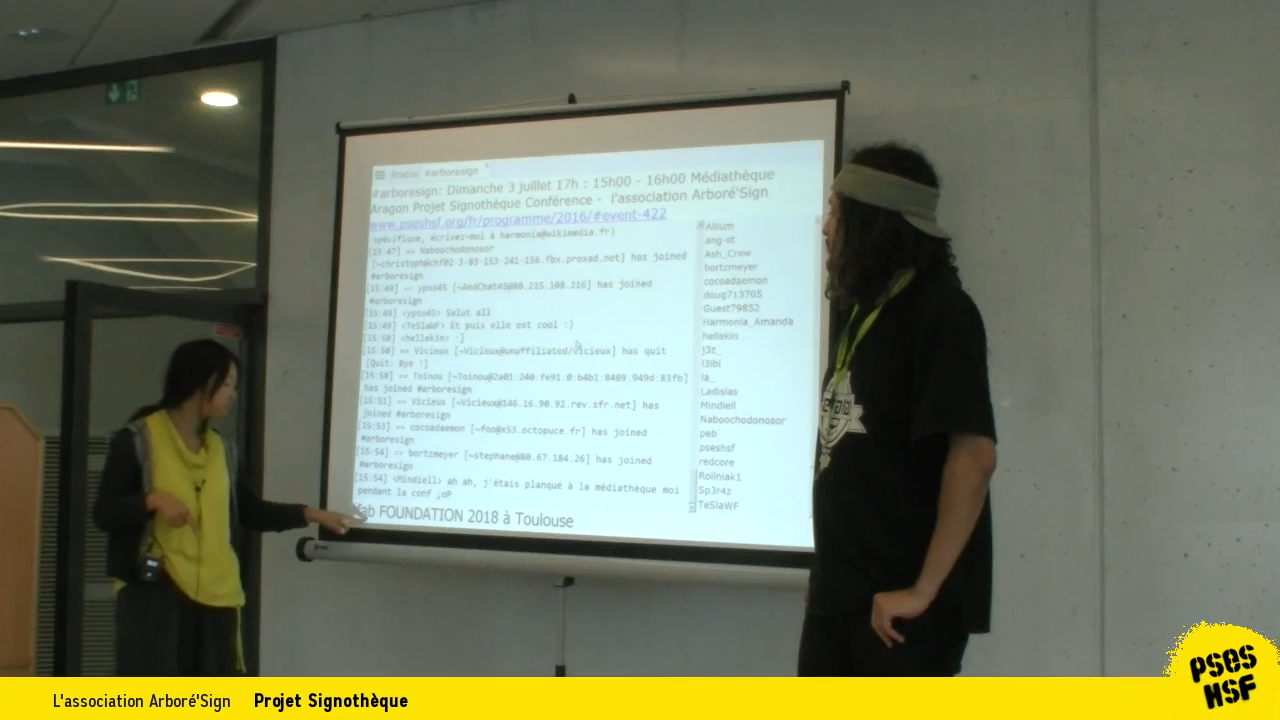 Status: #arboresign
#arboresign: Dimanche 3 juillet 17h : 15h00 - 16h00 Médiathèque
Aragon Projet Signothèque Conférence - l'association Arboré'Sign
www.pseshsf.org/fr/programme/2016/#event-422
spécifique, écrivez-moi à harmonia@wikimedia.fr)
[15:47] == Naboochodonosor
[~christoph@chf02-3-83-153-241-156.fbx.proxad.net] has joined
#arboresign
[15:49] == ypso45 [~AndChat45@80.215.108.216] has joined
#arboresign
[15:49] <ypso45> Salut all
[15:49] <TeSlaWF> Et puis elle est cool :)
[15:50] <hellekin> :]
[15:50] == Vicieux [~Vicieux@unaffiliated/vicieux] has quit
[Quit: Bye !]
[15:50] == Toinou [~Toinou@2a01:240:fe91:0:b4b1:8489:949d:83fb]
has joined #arboresign
[15:51] == Vicieux [~Vicieux@146.16.90.92.rev.sfr.net] has
joined #arboresign
[15:53] == cocoadaemon [~foo@x53.octopuce.fr] has joined
#arboresign
[15:54] == bortzmeyer [~stephane@80.67.184.26] has joined
#arboresign
[15:54] <Mindiell> ah ah, j'étais planqué à la médiathèque moi
pendant la conf ;oP
Allium
ang-st
Ash_Crow
bortzmeyer
cocoadaemon
doug713705
Guest79852
Harmonia_Amanda
hellekin
j3z_
l3ibi
la_
Ladislas
Mindiell
Naboochodonosor
peb
pseshsf
redcore
Roliniak1
Sp3r4z
TeSlaWF
fab FOUNDATION 2018 à Toulouse
L'association Arboré'Sign Projet Signothèque
PSES
HSF